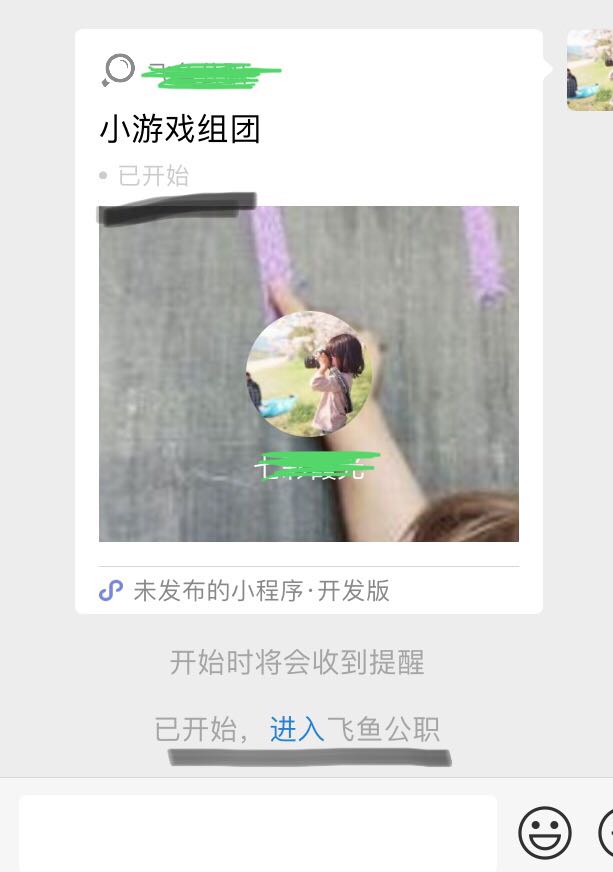 小游戏组团
已开始
未发布的小程序·开发版
开始时将会收到提醒
已开始，进入飞鱼公职